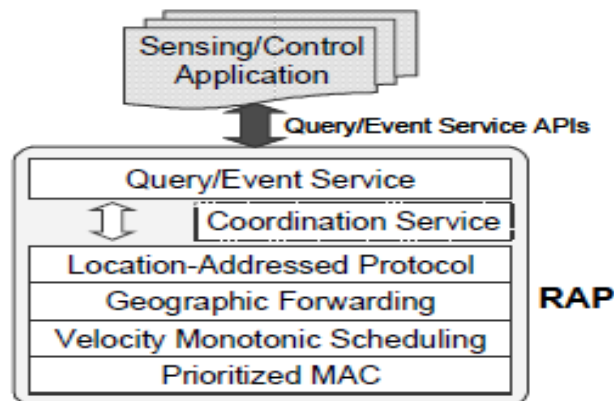 Sensing/Control
Application
Query/Event Service APIs
Query/Event Service
Coordination Service
Location-Addressed Protocol
Geographic Forwarding
RAP
Velocity Monotonic Scheduling
Prioritized MAC